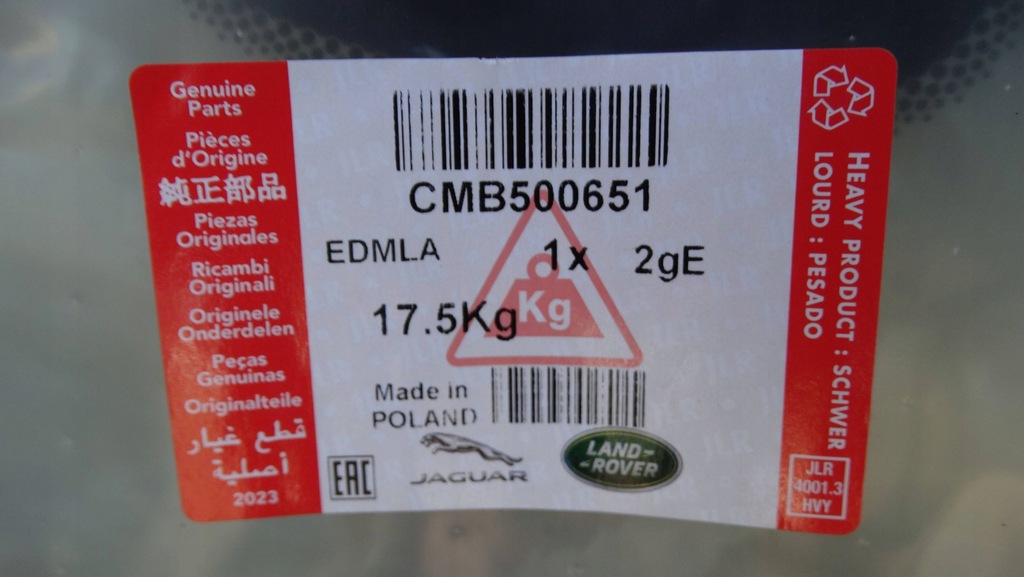 Genuine
Parts
Pièces
d'Origine
純正部品
Piezas
Originales
Ricambi
Originali
Originele
Onderdelen
Peças
Genuinas
Originalteile
قطع غيار
أصلية
2023
CMB500651
EDMLA 1x 2gE
17.5Kg
Kg
Made in
POLAND
EAC
JAGUAR
LAND-
-ROVER
HEAVY PRODUCT : SCHWER
LOURD : PESADO
JLR
4001.3
HVY